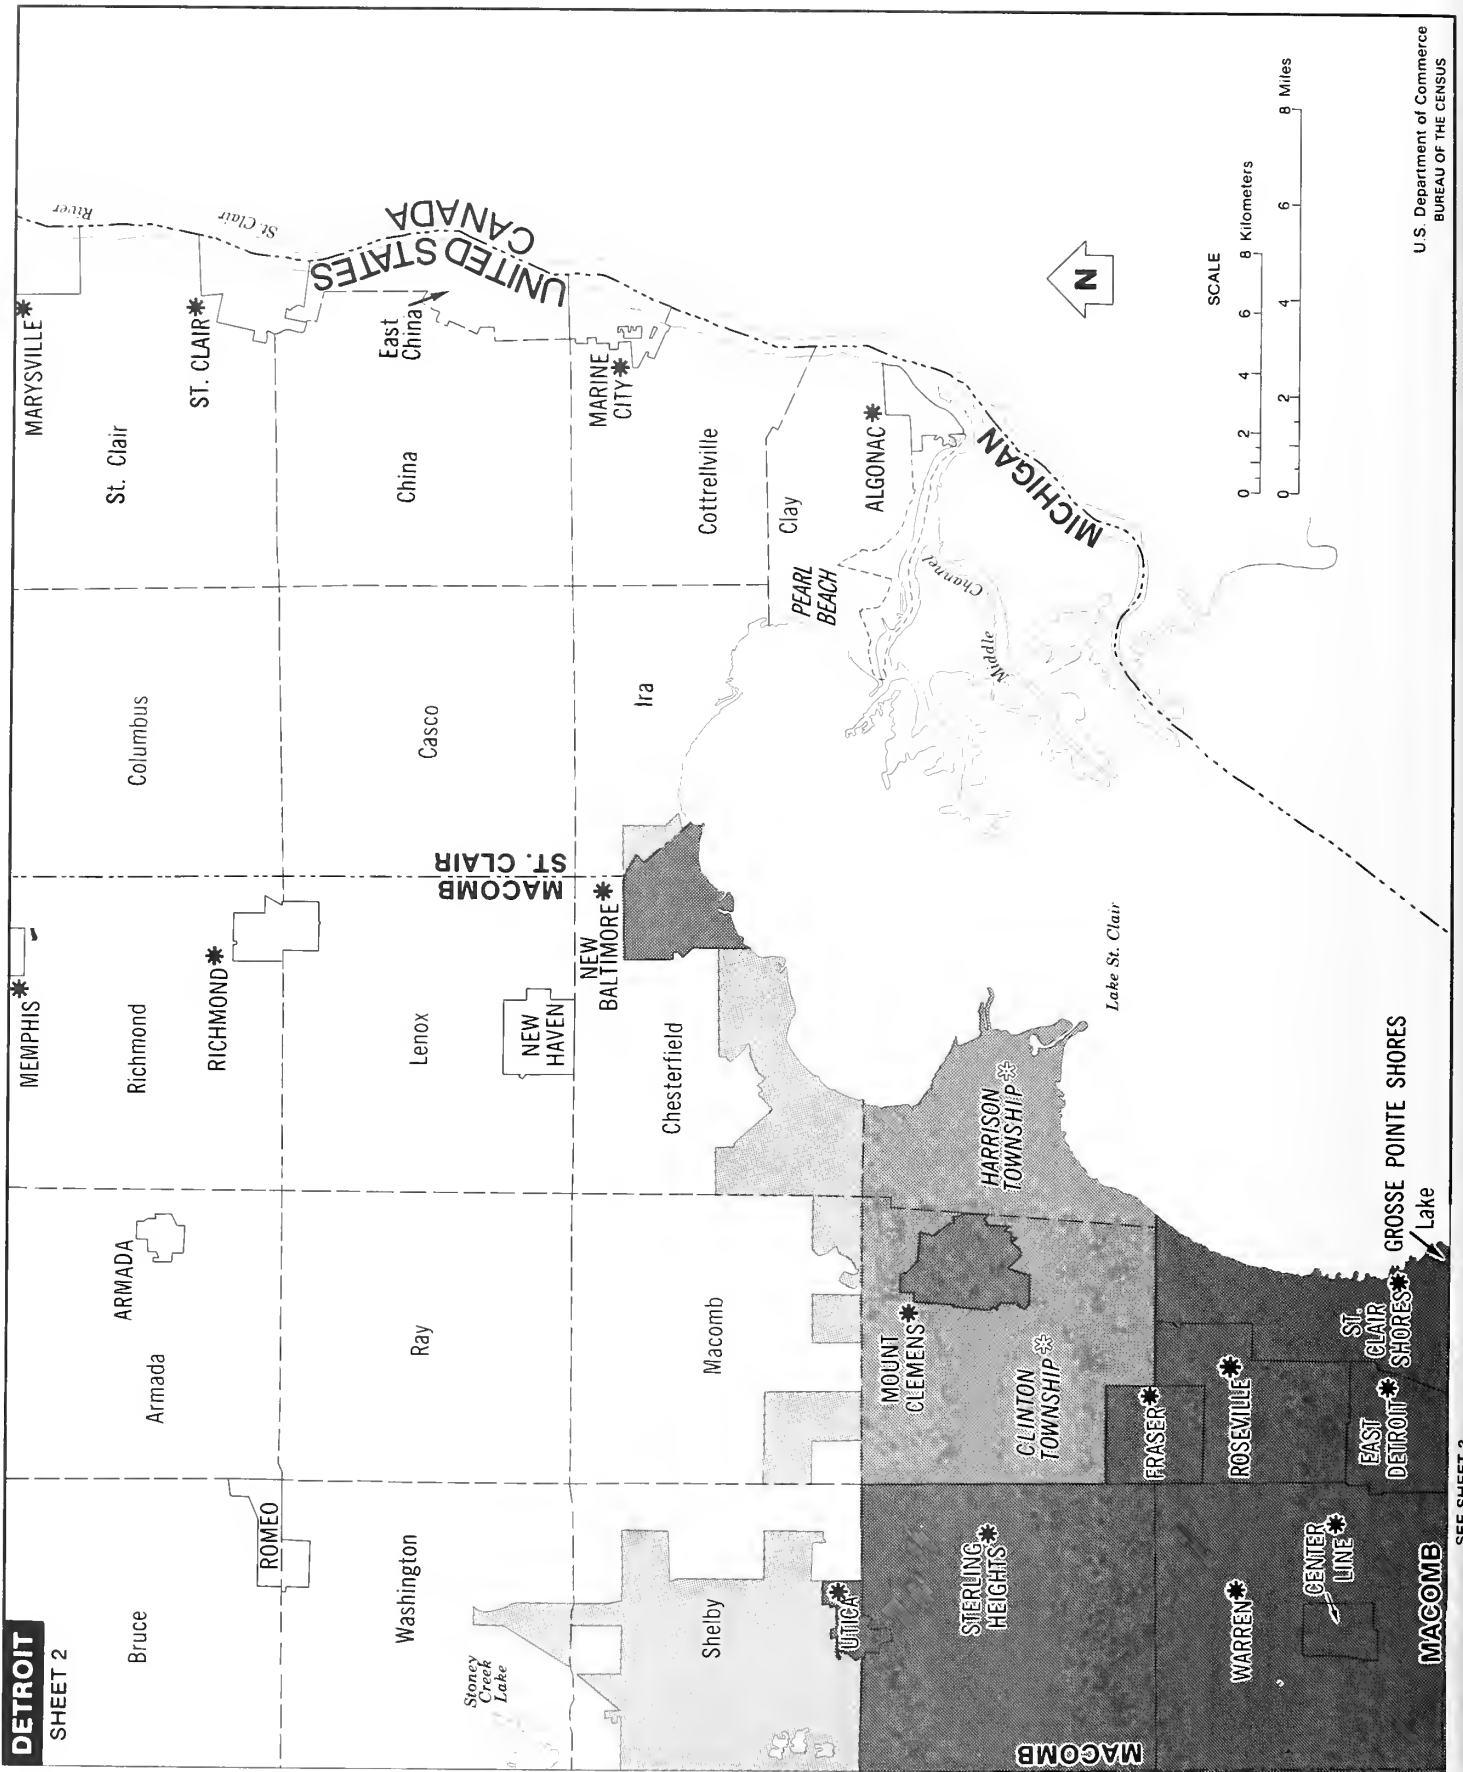 DETROIT
SHEET 2
MEMPHIS
MARYSVILLE
Bruce
Armada
ARMADA
Richmond
RICHMOND
Columbus
St. Clair
ST. CLAIR
River
St. Clair
ROMEO
Washington
Ray
Lenox
NEW
HAVEN
MACOMB
ST. CLAIR
Casco
China
East
China
UNITED STATES
CANADA
Stoney
Creek
Lake
Shelby
Macomb
Chesterfield
NEW
BALTIMORE
Ira
Cottrellville
MARINE
CITY
Clay
PEARL
BEACH
ALGONAC
Channel
Middle
MICHIGAN
UTICA
STERLING
HEIGHTS
MOUNT
CLEMENS
CLINTON
TOWNSHIP
HARRISON
TOWNSHIP
Lake St. Clair
N
FRASER
ROSEVILLE
WARREN
CENTER
LINE
EAST
DETROIT
ST.
CLAIR
SHORES
GROSSE POINTE SHORES
Lake
MACOMB
MACOMB
SEE SHEET 3
SCALE
0 2 4 6 8 Kilometers
0 2 4 6 8 Miles
U.S. Department of Commerce
BUREAU OF THE CENSUS